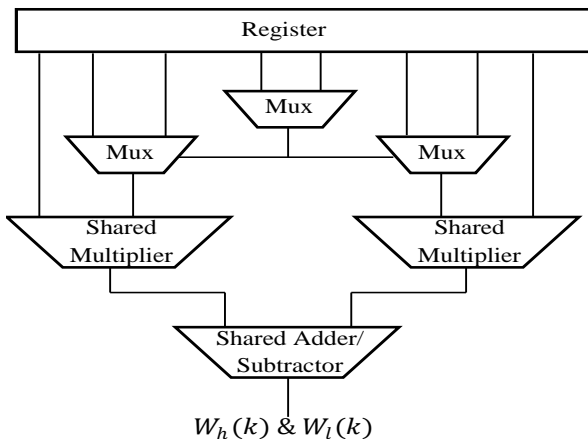 Register
Mux
Mux
Mux
Shared
Multiplier
Shared
Multiplier
Shared Adder/
Subtractor
W_h(k) & W_l(k)